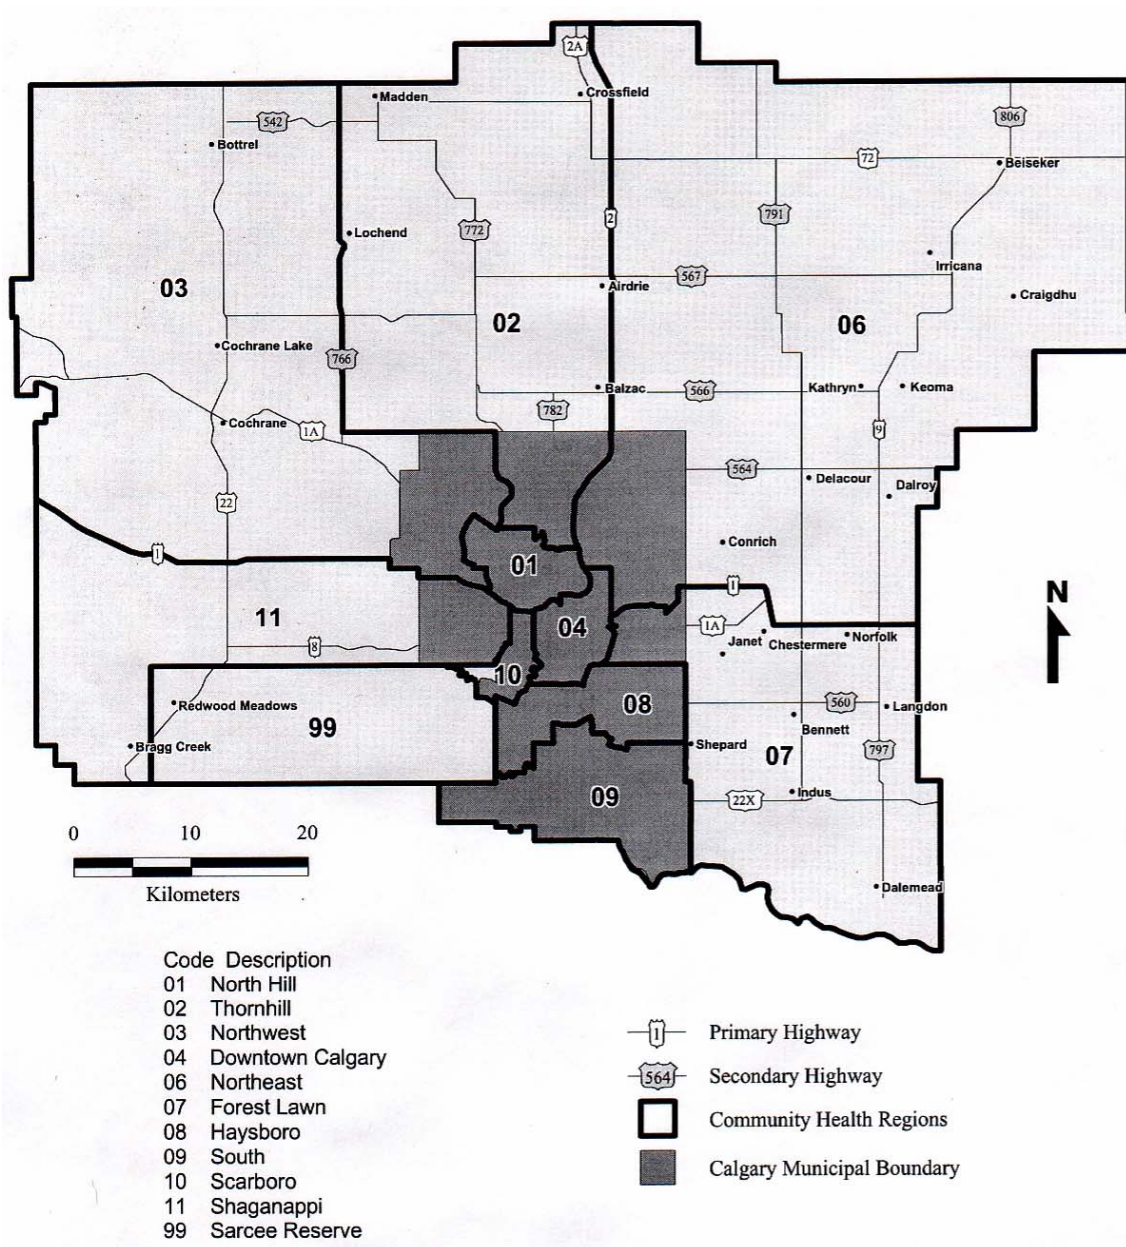 2A
Crossfield
Madden
542
806
Bottrel
72
Beiseker
2
791
772
Lochend
Irricana
567
03
Airdrie
Craigdhu
02
06
Cochrane Lake
766
Balzac
566
Kathryn
Keoma
782
Cochrane
1A
9
564
Delacour
Dalroy
22
Conrich
1
01
1
N
11
04
1A
Norfolk
8
Janet
Chestermere
10
Redwood Meadows
08
560
Langdon
99
Bennett
Bragg Creek
Shepard
07
797
09
22X
Indus
0 10 20
Kilometers
Dalemead
Code Description
01 North Hill
02 Thornhill
03 Northwest
04 Downtown Calgary
06 Northeast
07 Forest Lawn
08 Haysboro
09 South
10 Scarboro
11 Shaganappi
99 Sarcee Reserve
1 Primary Highway
564 Secondary Highway
Community Health Regions
Calgary Municipal Boundary